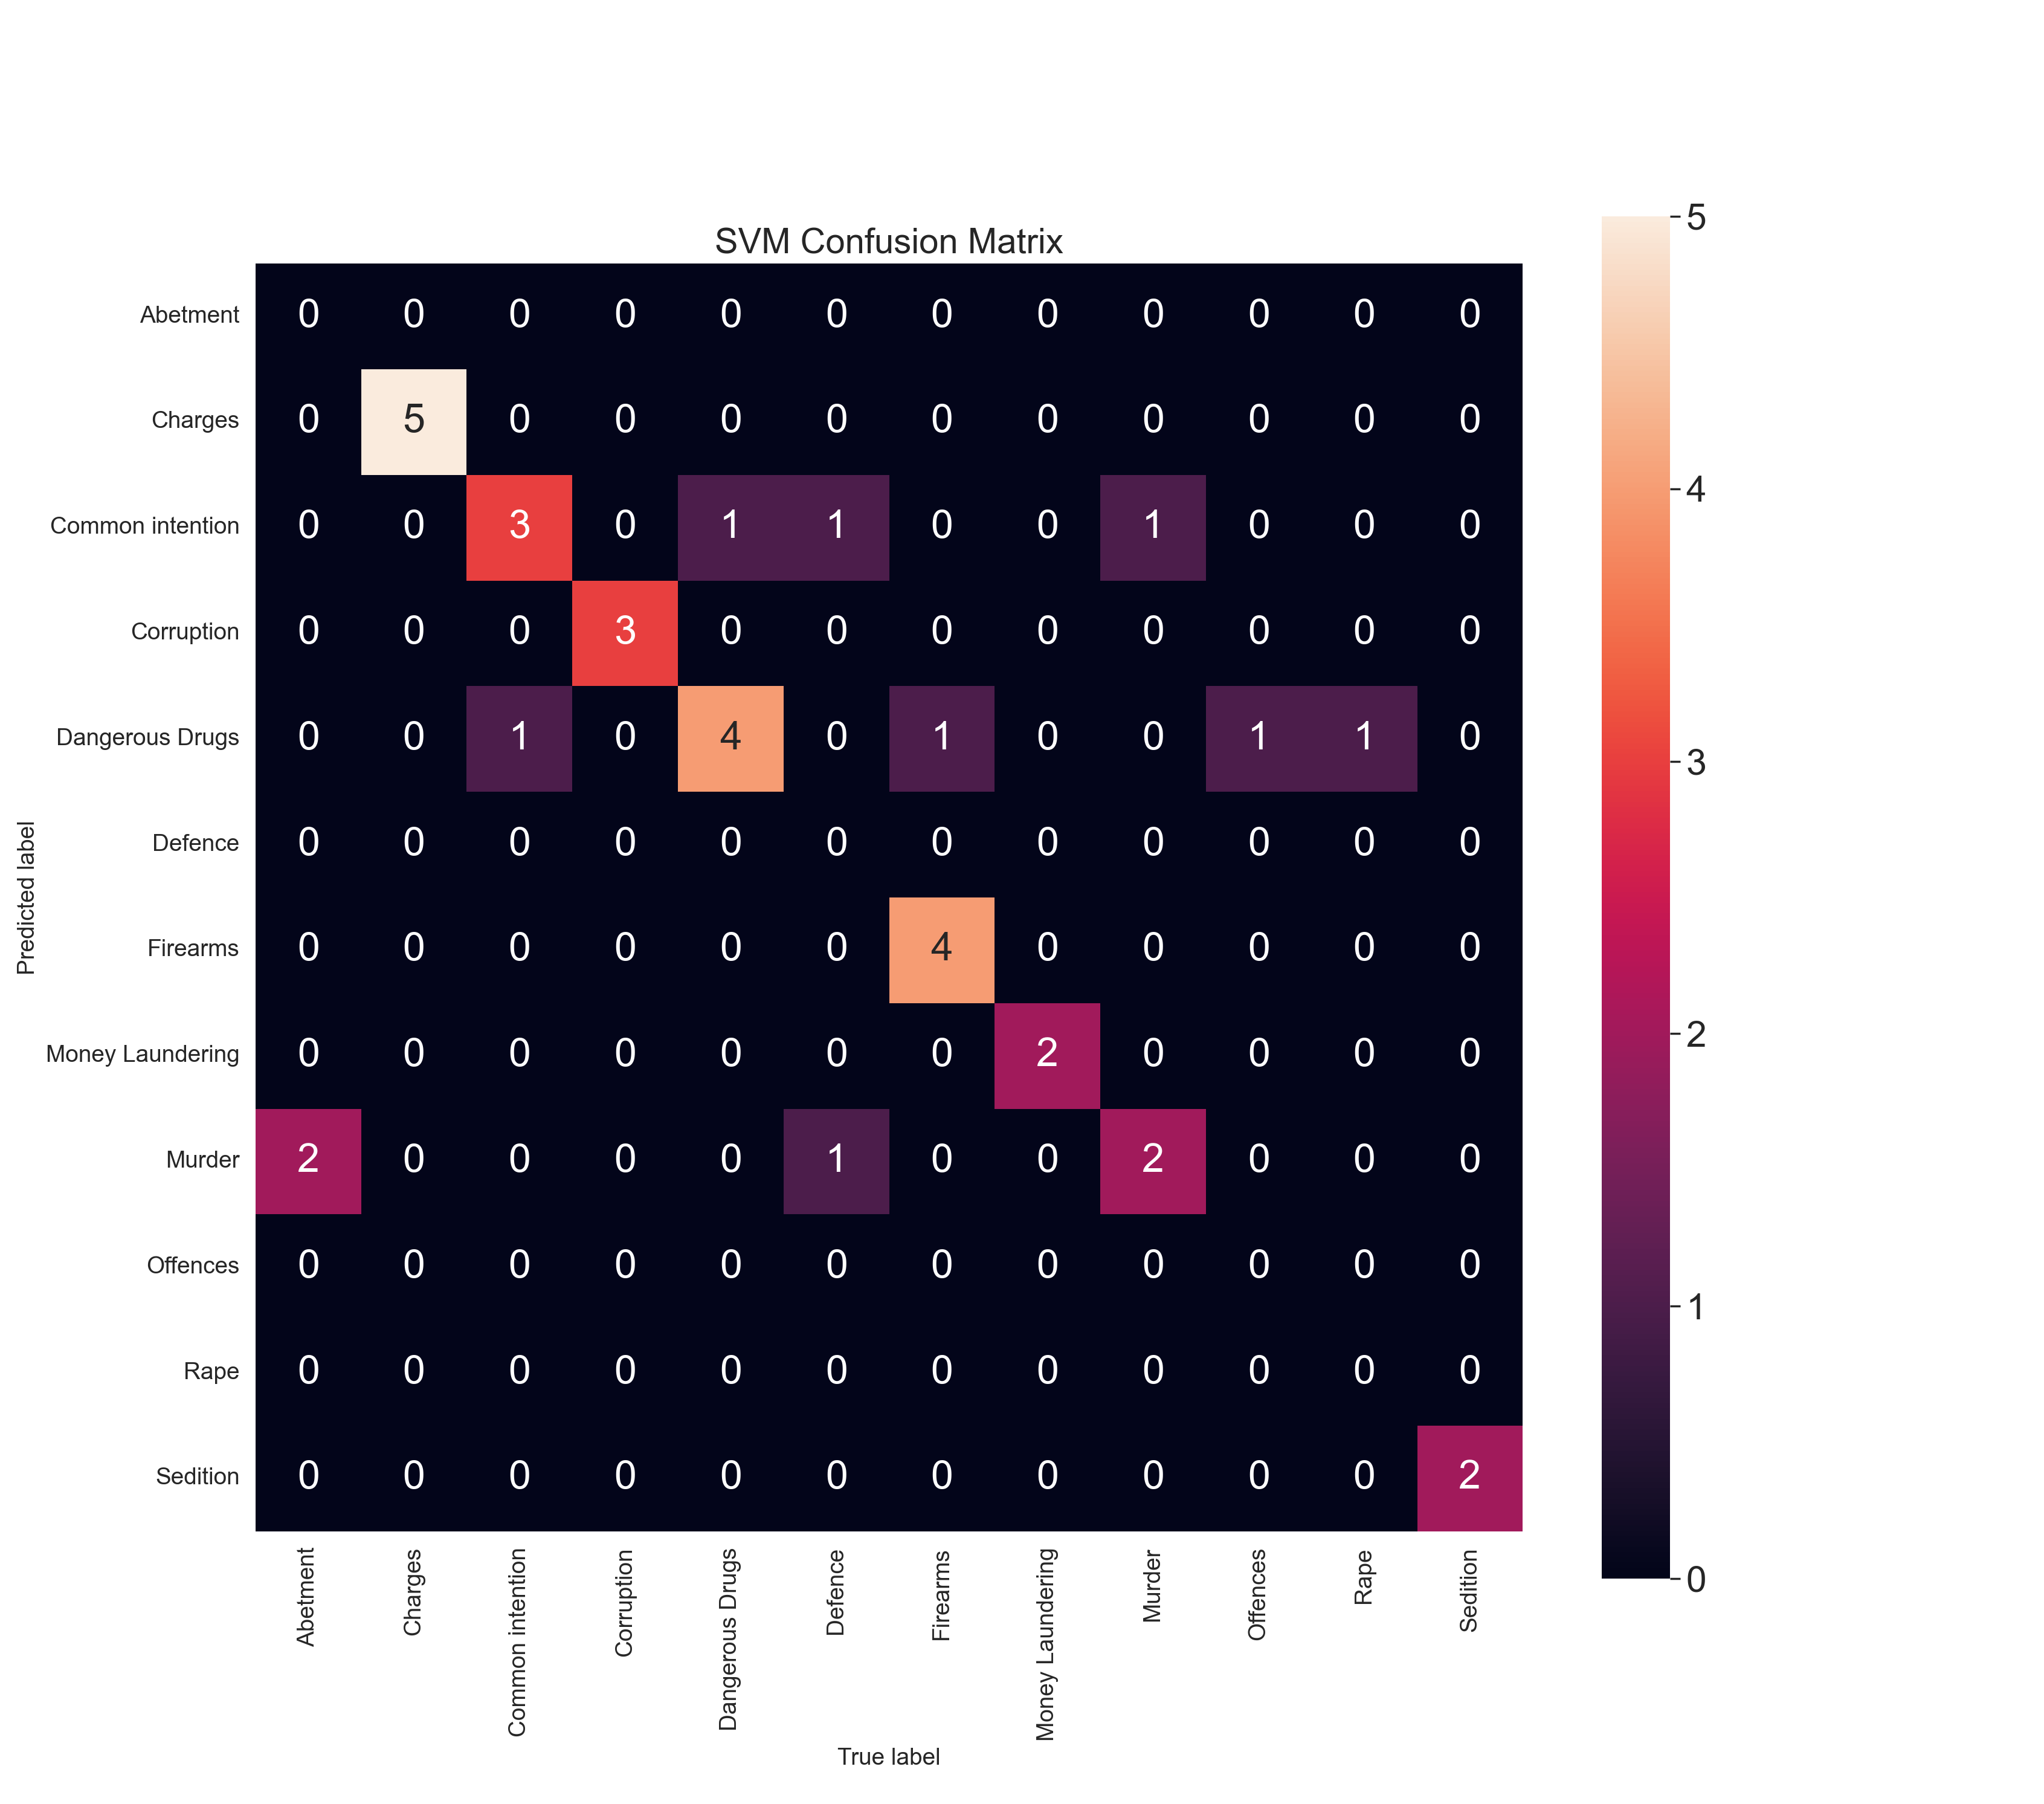 SVM Confusion Matrix
Abetment 0 0 0 0 0 0 0 0 0 0 0 0
Charges 0 5 0 0 0 0 0 0 0 0 0 0
Common intention 0 0 3 0 1 1 0 0 1 0 0 0
Corruption 0 0 0 3 0 0 0 0 0 0 0 0
Dangerous Drugs 0 0 1 0 4 0 1 0 0 1 1 0
Defence 0 0 0 0 0 0 0 0 0 0 0 0
Firearms 0 0 0 0 0 0 4 0 0 0 0 0
Money Laundering 0 0 0 0 0 0 0 2 0 0 0 0
Murder 2 0 0 0 0 1 0 0 2 0 0 0
Offences 0 0 0 0 0 0 0 0 0 0 0 0
Rape 0 0 0 0 0 0 0 0 0 0 0 0
Sedition 0 0 0 0 0 0 0 0 0 0 0 2
Predicted label
Abetment
Charges
Common intention
Corruption
Dangerous Drugs
Defence
Firearms
Money Laundering
Murder
Offences
Rape
Sedition
True label
5
4
3
2
1
0